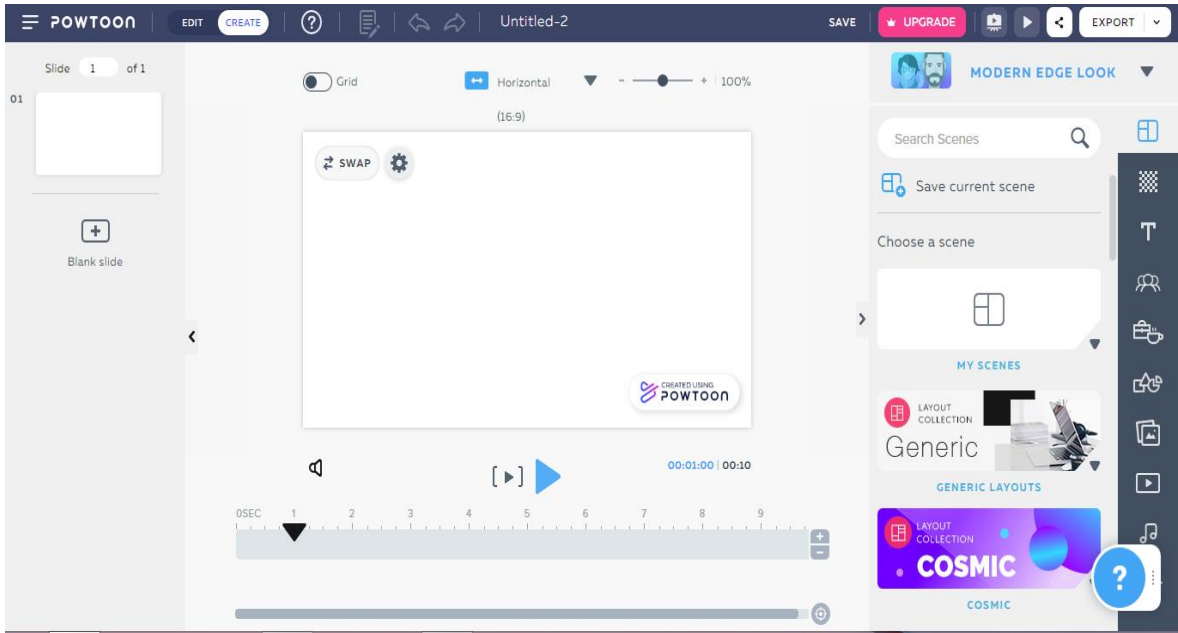 POWTOON
EDIT
CREATE
?
Untitled-2
SAVE
UPGRADE
EXPORT
Slide 1 of 1
01
Blank slide
Grid
Horizontal
- + 100%
(16:9)
SWAP
CREATED USING
POWTOON
00:01:00 | 00:10
0SEC 1 2 3 4 5 6 7 8 9
+
-
MODERN EDGE LOOK
Search Scenes
Save current scene
Choose a scene
MY SCENES
LAYOUT
COLLECTION
Generic
GENERIC LAYOUTS
LAYOUT
COLLECTION
COSMIC
COSMIC
T
?